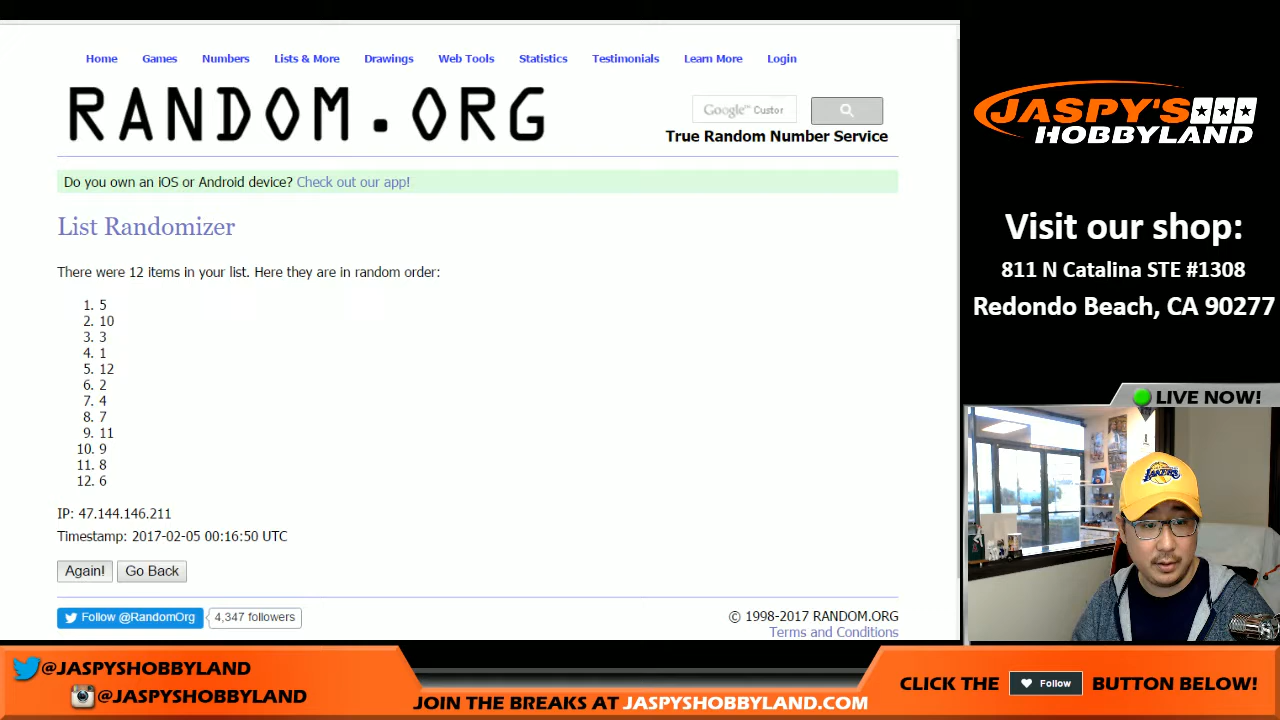 Home Games Numbers Lists & More Drawings Web Tools Statistics Testimonials Learn More Login
RANDOM.ORG
Google™ Custor
True Random Number Service
Do you own an iOS or Android device? Check out our app!
List Randomizer
There were 12 items in your list. Here they are in random order:
1. 5
2. 10
3. 3
4. 1
5. 12
6. 2
7. 4
8. 7
9. 11
10. 9
11. 8
12. 6
IP: 47.144.146.211
Timestamp: 2017-02-05 00:16:50 UTC
Again! Go Back
Follow @RandomOrg 4,347 followers
© 1998-2017 RANDOM.ORG
Terms and Conditions
JASPY'S
HOBBYLAND
Visit our shop:
811 N Catalina STE #1308
Redondo Beach, CA 90277
LIVE NOW!
LAKERS
@JASPYSHOBBYLAND
@JASPYSHOBBYLAND
JOIN THE BREAKS AT JASPYSHOBBYLAND.COM
CLICK THE Follow BUTTON BELOW!